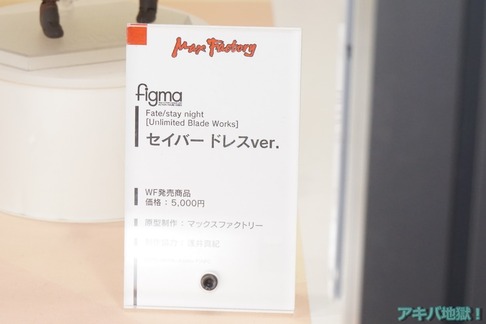 Max Factory
figma
Fate/stay night
[Unlimited Blade Works]
セイバー ドレスver.
WF発売商品
価格：5,000円
原型制作：マックスファクトリー
アキバ地獄！